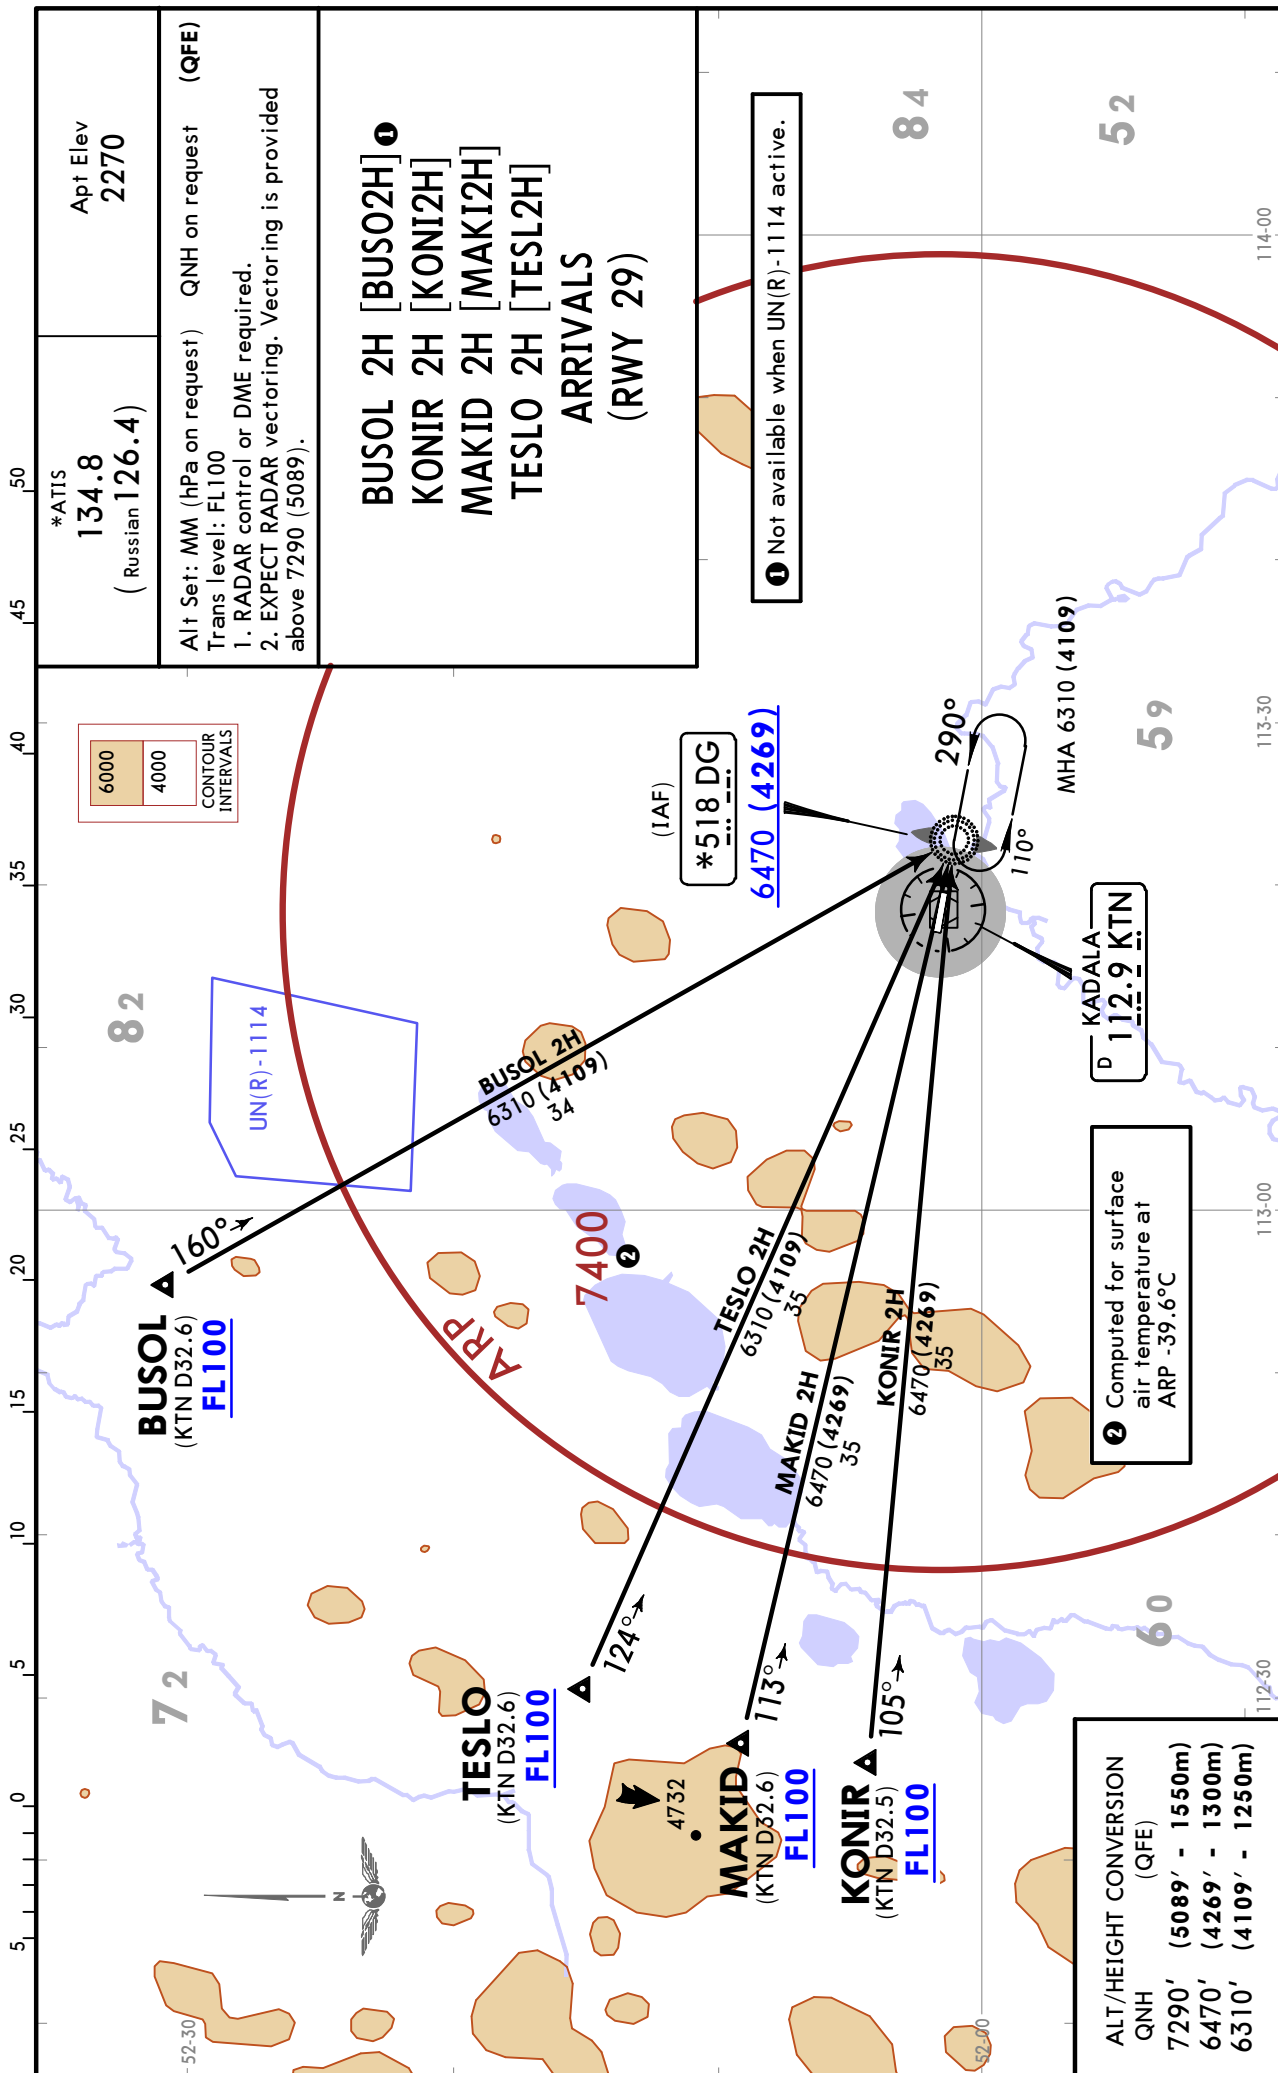 *ATIS
134.8
( Russian 126.4)
Apt Elev
2270
Alt Set: MM (hPa on request) QNH on request (QFE)
Trans level: FL100
1. RADAR control or DME required.
2. EXPECT RADAR vectoring. Vectoring is provided
above 7290 (5089).
BUSOL 2H [BUSO2H] 1
KONIR 2H [KONI2H]
MAKID 2H [MAKI2H]
TESLO 2H [TESL2H]
ARRIVALS
(RWY 29)
1 Not available when UN(R)-1114 active.
5 0 5 10 15 20 25 30 35 40 45 50
6000
4000
CONTOUR
INTERVALS
72
82
84
52
59
60
UN(R)-1114
BUSOL
(KTN D32.6)
FL100
160°
BUSOL 2H
6310 (4109)
34
ARP
7400
2
N
TESLO
(KTN D32.6)
FL100
124°
TESLO 2H
6310 (4109)
35
4732
MAKID
(KTN D32.6)
FL100
113°
MAKID 2H
6470 (4269)
35
KONIR
(KTN D32.5)
FL100
105°
KONIR 2H
6470 (4269)
35
(IAF)
*518 DG
6470 (4269)
290°
110°
MHA 6310 (4109)
KADALA
D 112.9 KTN
2 Computed for surface
air temperature at
ARP -39.6°C
ALT/HEIGHT CONVERSION
QNH (QFE)
7290' (5089' - 1550m)
6470' (4269' - 1300m)
6310' (4109' - 1250m)
52-30
52-00
112-30
113-00
113-30
114-00